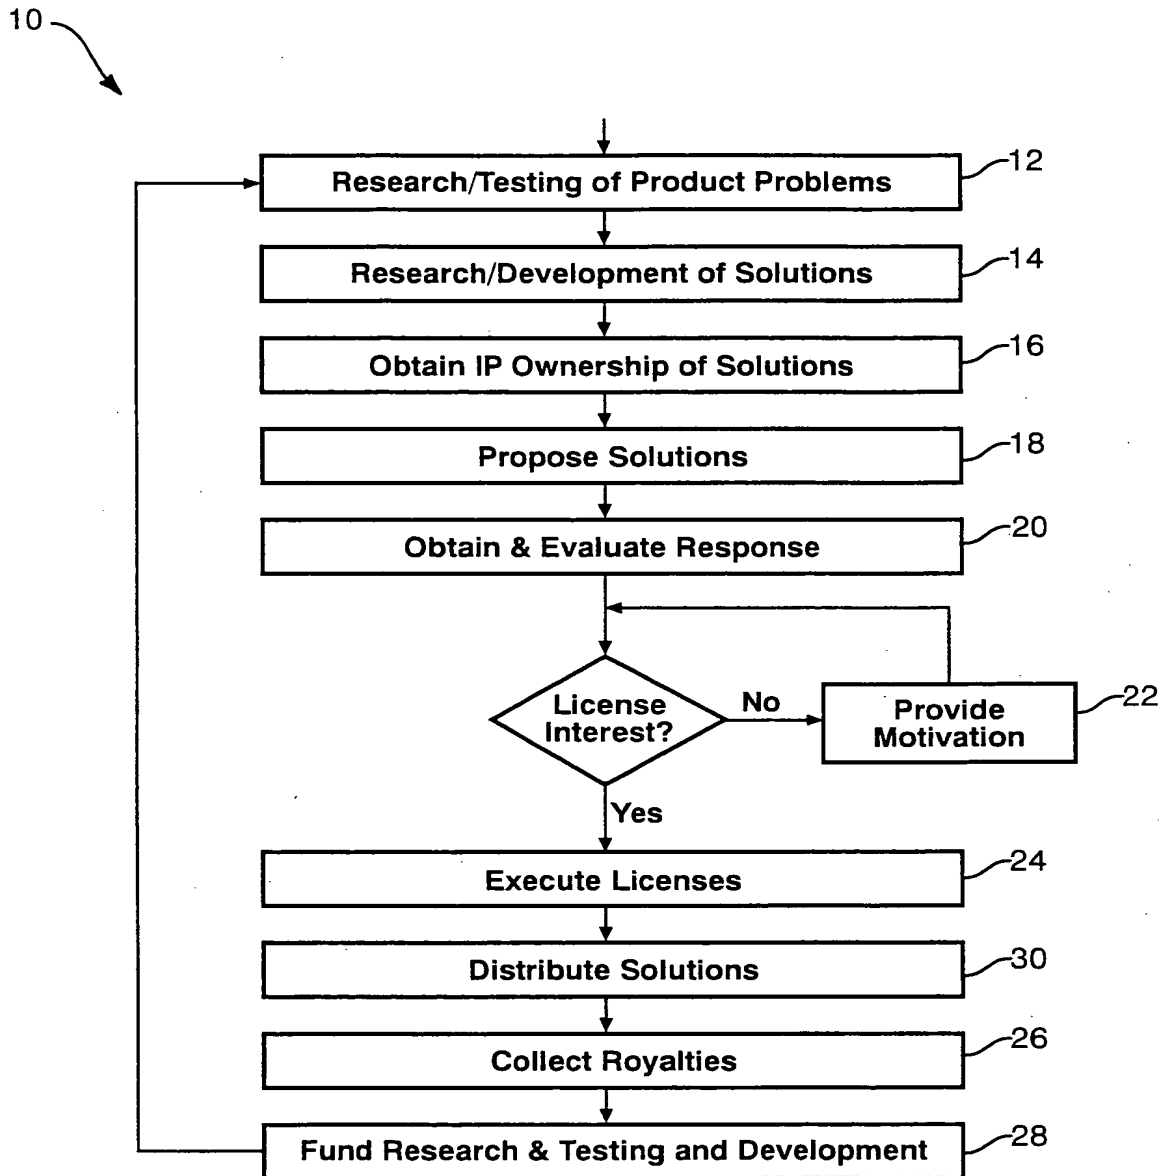 10
Research/Testing of Product Problems
12
Research/Development of Solutions
14
Obtain IP Ownership of Solutions
16
Propose Solutions
18
Obtain & Evaluate Response
20
License
Interest?
No
Provide
Motivation
22
Yes
Execute Licenses
24
Distribute Solutions
30
Collect Royalties
26
Fund Research & Testing and Development
28